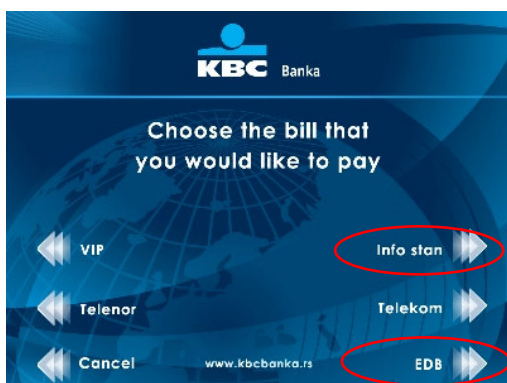 KBC Banka
Choose the bill that
you would like to pay
VIP
Info stan
Telenor
Telekom
Cancel
www.kbcbanka.rs
EDB